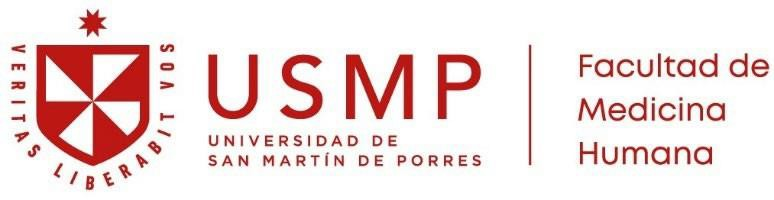 VERITAS LIBERABIT VOS
USMP
UNIVERSIDAD DE
SAN MARTÍN DE PORRES
Facultad de
Medicina
Humana